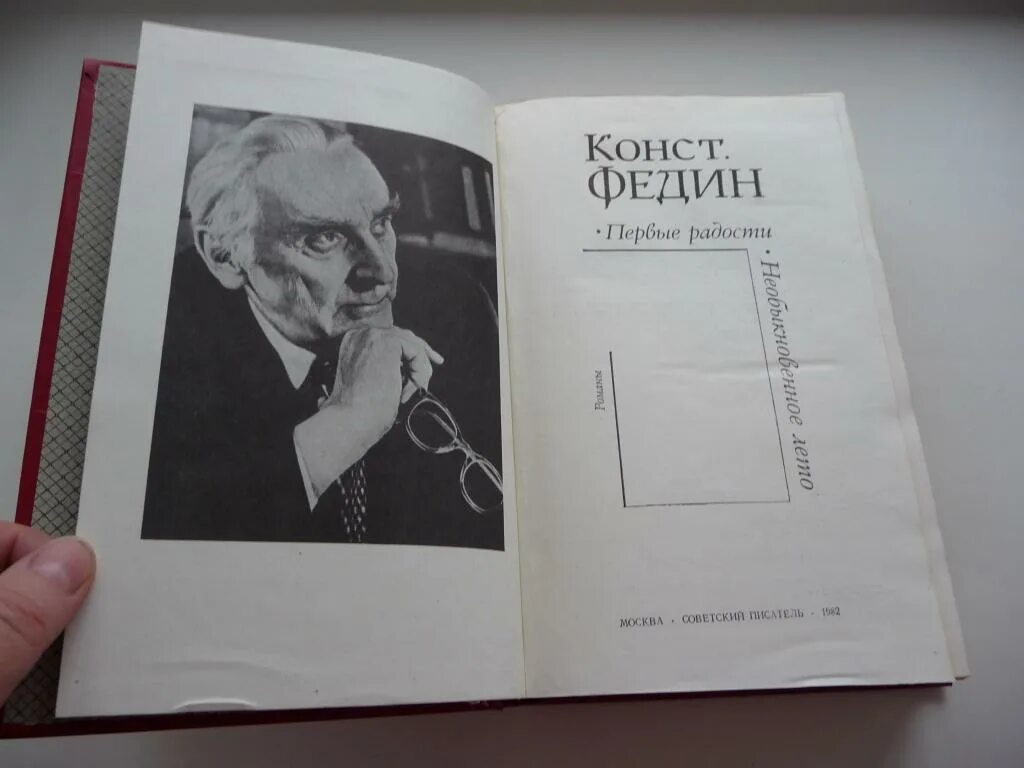 Конст.
ФЕДИН
• Первые радости
• Необыкновенное лето
Романы
МОСКВА • СОВЕТСКИЙ ПИСАТЕЛЬ • 1982